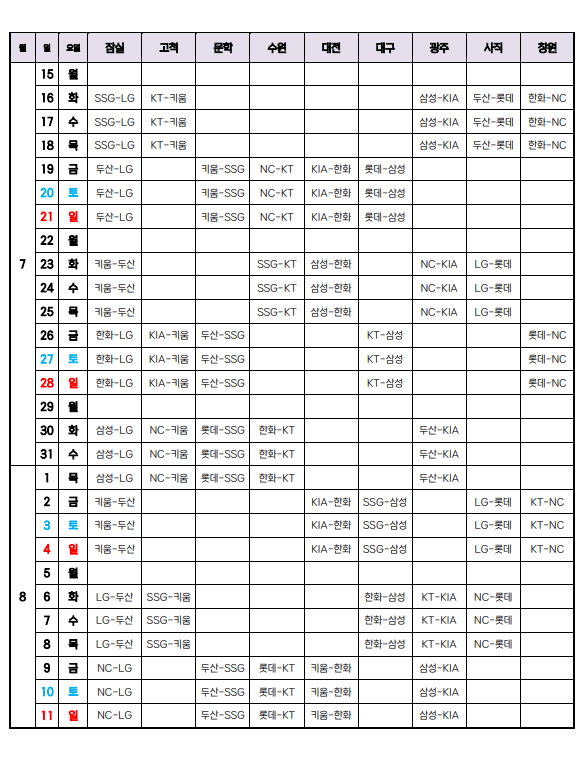 월 일 요일 잠실 고척 문학 수원 대전 대구 광주 사직 창원
15 월
16 화 SSG-LG KT-키움 삼성-KIA 두산-롯데 한화-NC
17 수 SSG-LG KT-키움 삼성-KIA 두산-롯데 한화-NC
18 목 SSG-LG KT-키움 삼성-KIA 두산-롯데 한화-NC
19 금 두산-LG 키움-SSG NC-KT KIA-한화 롯데-삼성
20 토 두산-LG 키움-SSG NC-KT KIA-한화 롯데-삼성
21 일 두산-LG 키움-SSG NC-KT KIA-한화 롯데-삼성
22 월
7 23 화 키움-두산 SSG-KT 삼성-한화 NC-KIA LG-롯데
24 수 키움-두산 SSG-KT 삼성-한화 NC-KIA LG-롯데
25 목 키움-두산 SSG-KT 삼성-한화 NC-KIA LG-롯데
26 금 한화-LG KIA-키움 두산-SSG KT-삼성 롯데-NC
27 토 한화-LG KIA-키움 두산-SSG KT-삼성 롯데-NC
28 일 한화-LG KIA-키움 두산-SSG KT-삼성 롯데-NC
29 월
30 화 삼성-LG NC-키움 롯데-SSG 한화-KT 두산-KIA
31 수 삼성-LG NC-키움 롯데-SSG 한화-KT 두산-KIA
1 목 삼성-LG NC-키움 롯데-SSG 한화-KT 두산-KIA
2 금 키움-두산 KIA-한화 SSG-삼성 LG-롯데 KT-NC
3 토 키움-두산 KIA-한화 SSG-삼성 LG-롯데 KT-NC
4 일 키움-두산 KIA-한화 SSG-삼성 LG-롯데 KT-NC
5 월
8 6 화 LG-두산 SSG-키움 한화-삼성 KT-KIA NC-롯데
7 수 LG-두산 SSG-키움 한화-삼성 KT-KIA NC-롯데
8 목 LG-두산 SSG-키움 한화-삼성 KT-KIA NC-롯데
9 금 NC-LG 두산-SSG 롯데-KT 키움-한화 삼성-KIA
10 토 NC-LG 두산-SSG 롯데-KT 키움-한화 삼성-KIA
11 일 NC-LG 두산-SSG 롯데-KT 키움-한화 삼성-KIA